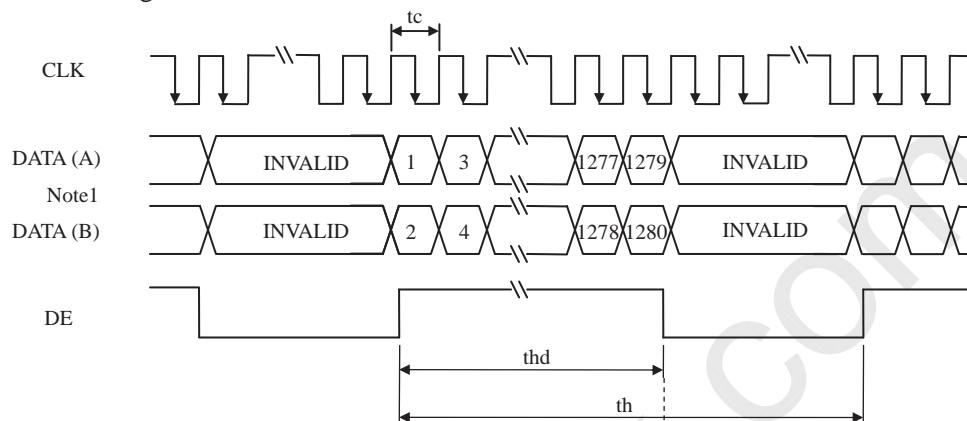 tc
CLK
DATA (A) INVALID 1 3 1277 1279 INVALID
Note1
DATA (B) INVALID 2 4 1278 1280 INVALID
DE
thd
th
com